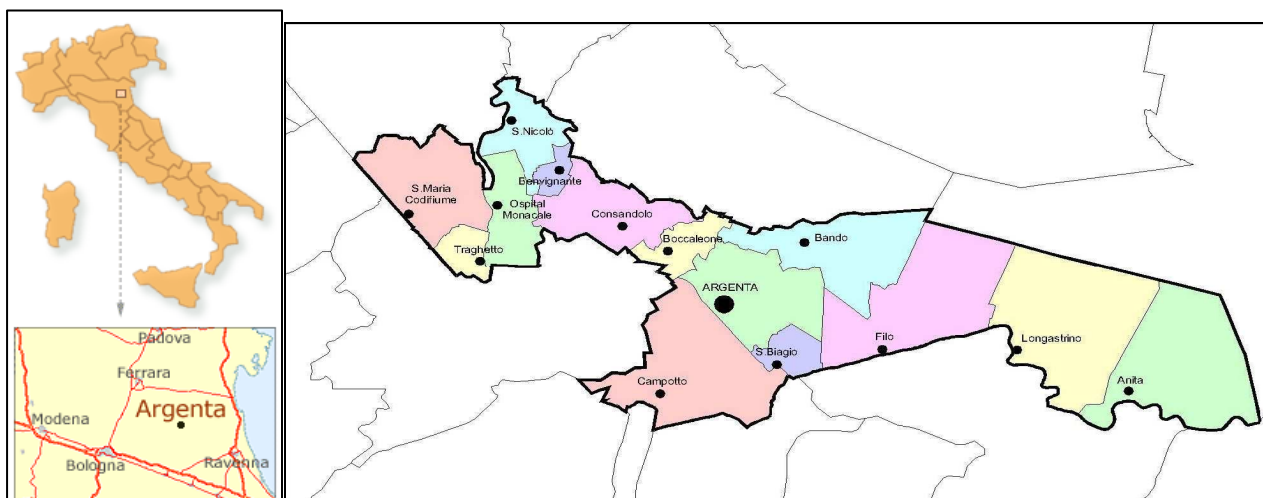 Padova
Ferrara
Argenta
Modena
Bologna
Ravenna
S.Nicolò
Benvignante
S.Maria
Codifiume
Ospital
Monacale
Traghetto
Consandolo
Boccaleone
Bando
ARGENTA
S.Biagio
Campotto
Filo
Longastrino
Anita